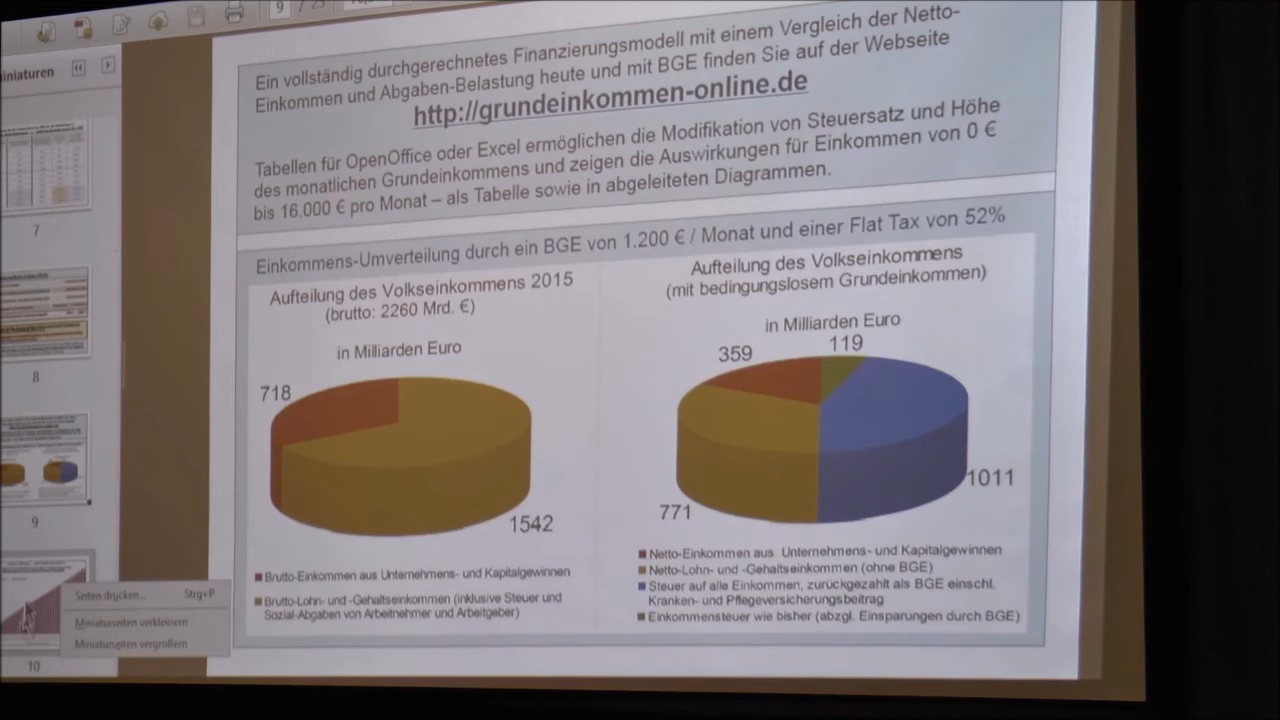 9 / 23
Miniaturen
Ein vollständig durchgerechnetes Finanzierungsmodell mit einem Vergleich der Netto-
Einkommen und Abgaben-Belastung heute und mit BGE finden Sie auf der Webseite
http://grundeinkommen-online.de
Tabellen für OpenOffice oder Excel ermöglichen die Modifikation von Steuersatz und Höhe
des monatlichen Grundeinkommens und zeigen die Auswirkungen für Einkommen von 0 €
bis 16.000 € pro Monat – als Tabelle sowie in abgeleiteten Diagrammen.
Einkommens-Umverteilung durch ein BGE von 1.200 € / Monat und einer Flat Tax von 52%
Aufteilung des Volkseinkommens 2015
(brutto: 2260 Mrd. €)
in Milliarden Euro
718
1542
Brutto-Einkommen aus Unternehmens- und Kapitalgewinnen
Brutto-Lohn- und -Gehaltseinkommen (inklusive Steuer und
Sozial-Abgaben von Arbeitnehmer und Arbeitgeber)
Aufteilung des Volkseinkommens
(mit bedingungslosem Grundeinkommen)
in Milliarden Euro
359
119
771
1011
Netto-Einkommen aus Unternehmens- und Kapitalgewinnen
Netto-Lohn- und -Gehaltseinkommen (ohne BGE)
Steuer auf alle Einkommen, zurückgezahlt als BGE einschl.
Kranken- und Pflegeversicherungsbeitrag
Einkommensteuer wie bisher (abzgl. Einsparungen durch BGE)
7
8
9
10
Seiten drucken... Strg+P
Miniaturseiten verkleinern
Miniaturseiten vergrößern